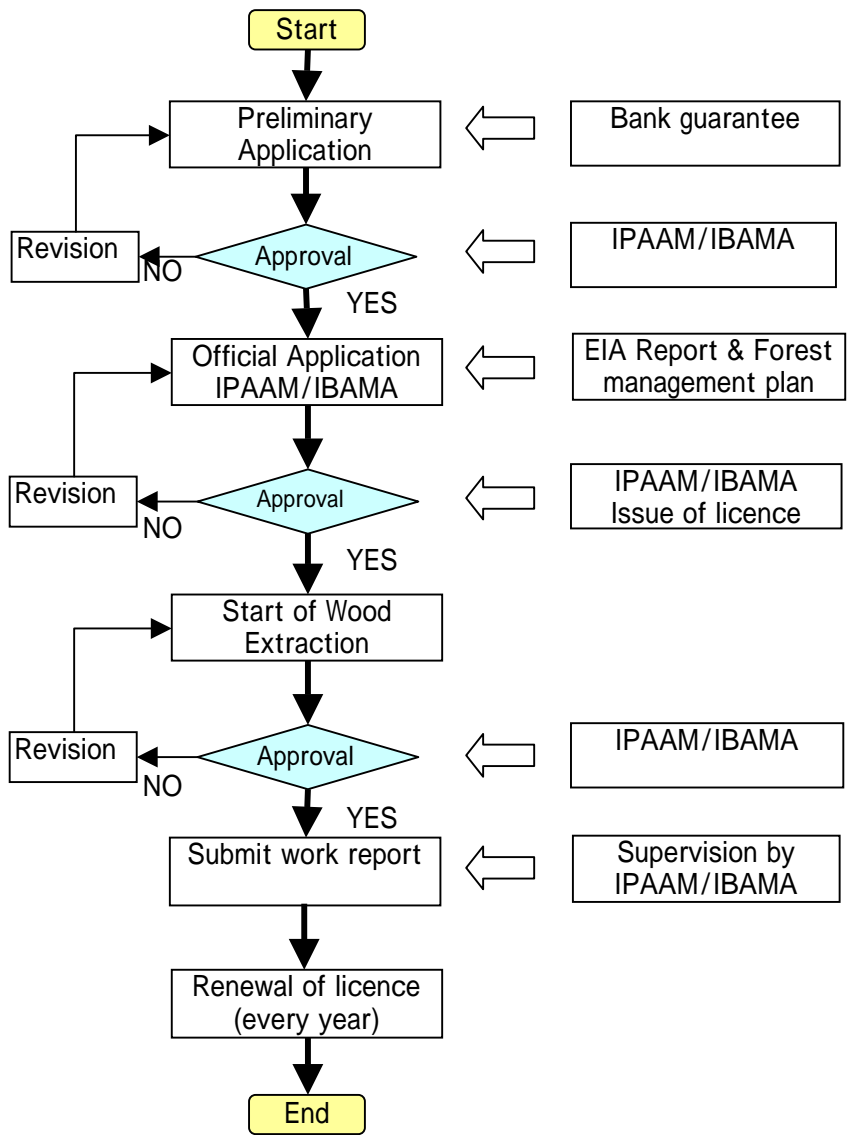 Start
Preliminary
Application
Bank guarantee
Revision
NO
Approval
IPAAM/IBAMA
YES
Official Application
IPAAM/IBAMA
EIA Report & Forest
management plan
Revision
NO
Approval
IPAAM/IBAMA
Issue of licence
YES
Start of Wood
Extraction
Revision
NO
Approval
IPAAM/IBAMA
YES
Submit work report
Supervision by
IPAAM/IBAMA
Renewal of licence
(every year)
End